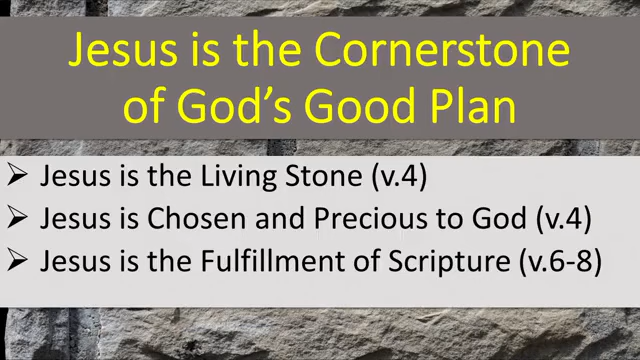 Jesus is the Cornerstone
of God's Good Plan
➢ Jesus is the Living Stone (v.4)
➢ Jesus is Chosen and Precious to God (v.4)
➢ Jesus is the Fulfillment of Scripture (v.6-8)